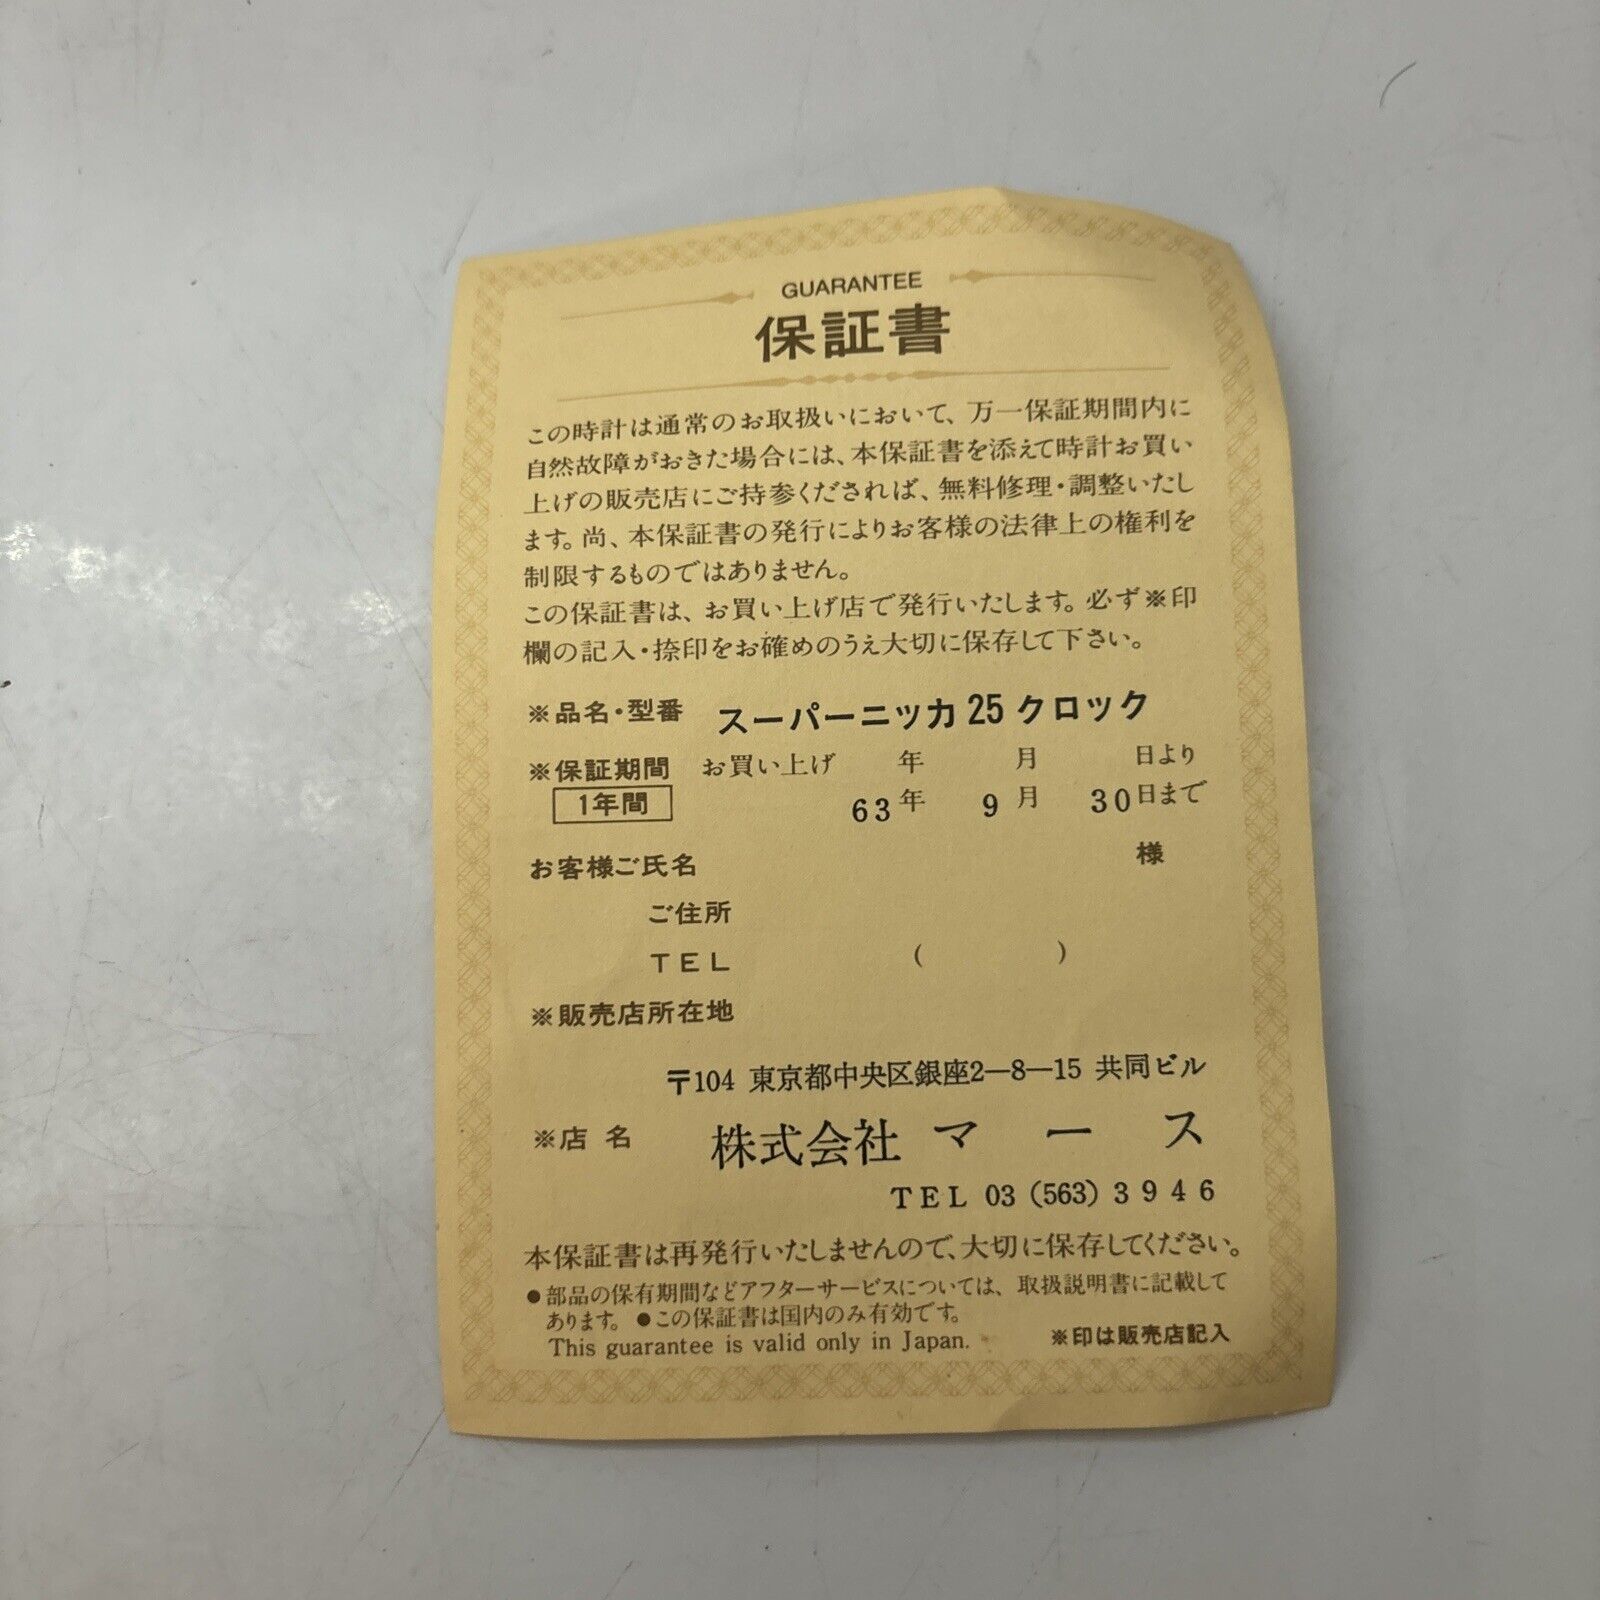 GUARANTEE
保証書
この時計は通常のお取扱いにおいて、万一保証期間内に
自然故障がおきた場合には、本保証書を添えて時計お買い
上げの販売店にご持参くだされば、無料修理・調整いたし
ます。尚、本保証書の発行によりお客様の法律上の権利を
制限するものではありません。
この保証書は、お買い上げ店で発行いたします。必ず※印
欄の記入・捺印をお確めのうえ大切に保存して下さい。
※品名・型番 スーパーニッカ25クロック
※保証期間 お買い上げ 年 月 日より
1年間 63年 9月 30日まで
お客様ご氏名 様
ご住所
TEL ( )
※販売店所在地
〒104 東京都中央区銀座2―8―15 共同ビル
※店名 株式会社 マース
TEL 03 (563) 3946
本保証書は再発行いたしませんので、大切に保存してください。
●部品の保有期間などアフターサービスについては、取扱説明書に記載して
あります。 ●この保証書は国内のみ有効です。
This guarantee is valid only in Japan. ※印は販売店記入